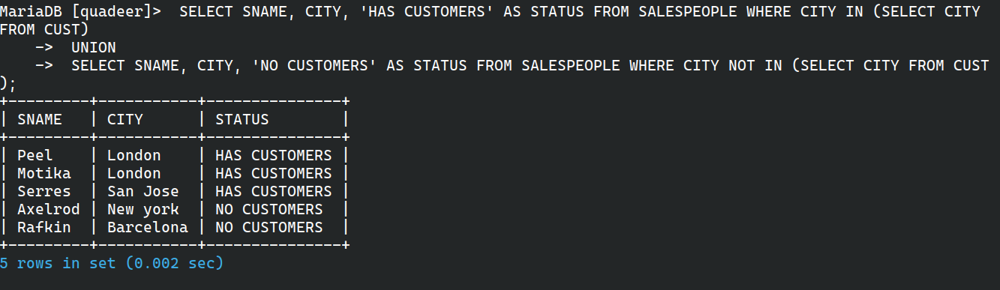 MariaDB [quadeer]>  SELECT SNAME, CITY, 'HAS CUSTOMERS' AS STATUS FROM SALESPEOPLE WHERE CITY IN (SELECT CITY
FROM CUST)
    ->  UNION
    ->  SELECT SNAME, CITY, 'NO CUSTOMERS' AS STATUS FROM SALESPEOPLE WHERE CITY NOT IN (SELECT CITY FROM CUST
);
+---------+-----------+---------------+
| SNAME   | CITY      | STATUS        |
+---------+-----------+---------------+
| Peel    | London    | HAS CUSTOMERS |
| Motika  | London    | HAS CUSTOMERS |
| Serres  | San Jose  | HAS CUSTOMERS |
| Axelrod | New york  | NO CUSTOMERS  |
| Rafkin  | Barcelona | NO CUSTOMERS  |
+---------+-----------+---------------+
5 rows in set (0.002 sec)